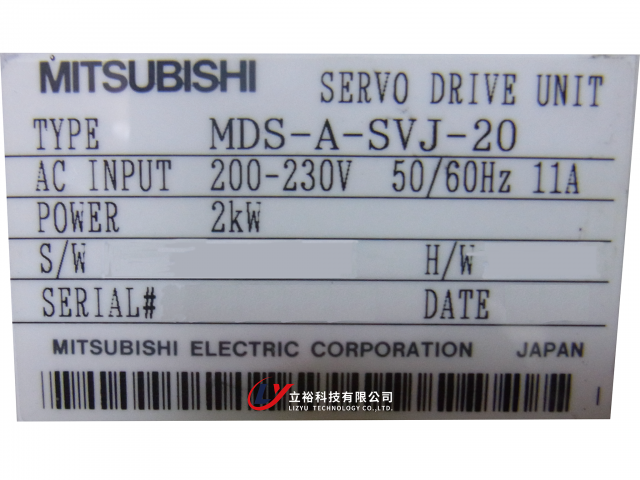 MITSUBISHI
SERVO DRIVE UNIT
TYPE MDS-A-SVJ-20
AC INPUT 200-230V 50/60Hz 11A
POWER 2kW
S/W H/W
SERIAL# DATE
MITSUBISHI ELECTRIC CORPORATION JAPAN
LY 立裕科技有限公司
LIZYU TECHNOLOGY CO.,LTD.